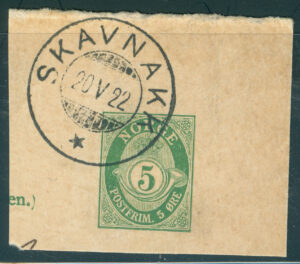 SKAVNAKK
20 V 22
NORGE
5
POSTFRIM. 5 ØRE.
en.)